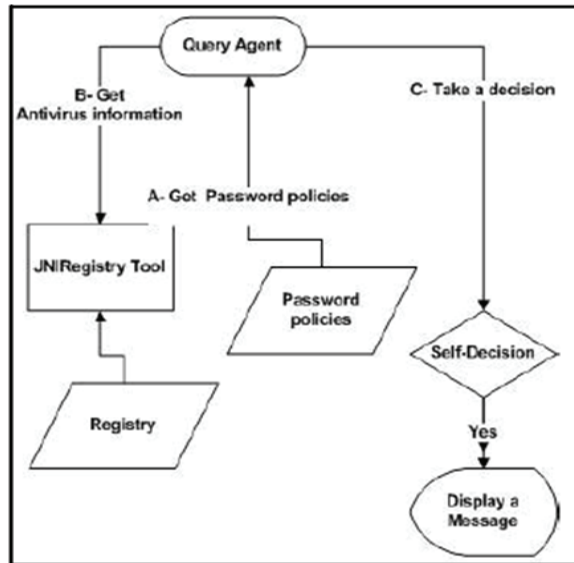 Query Agent
B- Get
Antivirus information
C- Take a decision
A- Get Password policies
JNIRegistry Tool
Password
policies
Self-Decision
Registry
Yes
Display a
Message